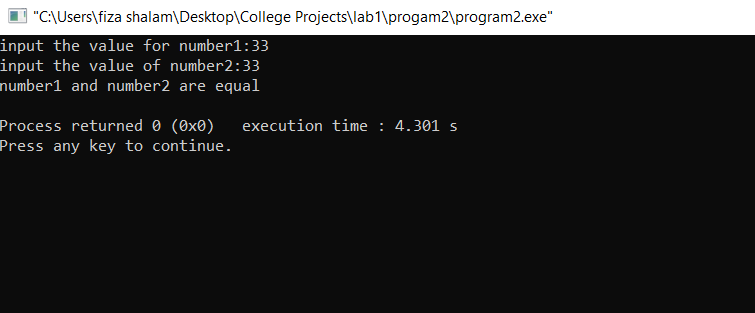 "C:\Users\fiza shalam\Desktop\College Projects\lab1\progam2\program2.exe"
input the value for number1:33
input the value of number2:33
number1 and number2 are equal
Process returned 0 (0x0)   execution time : 4.301 s
Press any key to continue.